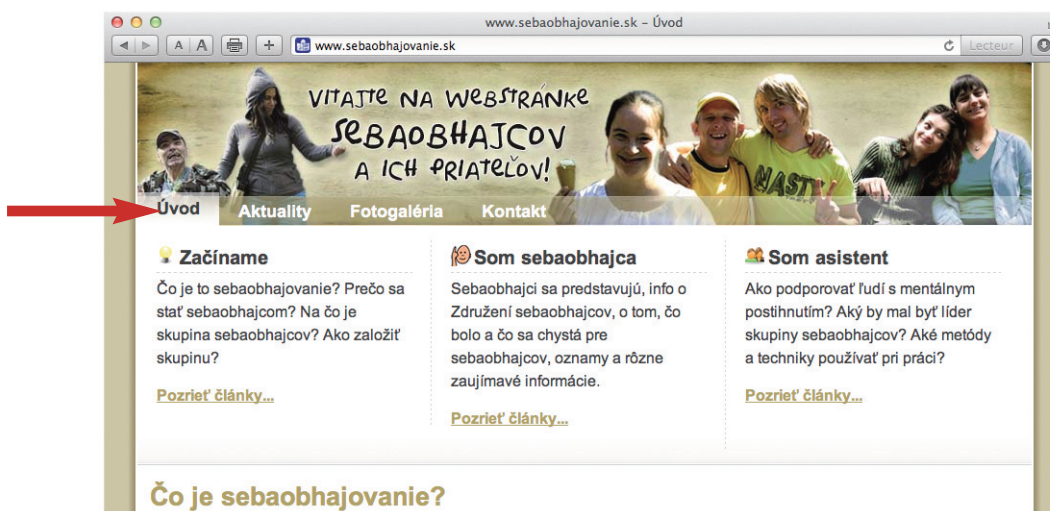 www.sebaobhajovanie.sk – Úvod
A A
www.sebaobhajovanie.sk
Lecteur
VITAJTE NA WEBSTRÁNKE
SEBAOBHAJCOV
A ICH PRIATEĽOV!
NASTY
Úvod Aktuality Fotogaléria Kontakt
Začíname
Čo je to sebaobhajovanie? Prečo sa
stať sebaobhajcom? Na čo je
skupina sebaobhajcov? Ako založiť
skupinu?
Pozrieť články...
Som sebaobhajca
Sebaobhajci sa predstavujú, info o
Združení sebaobhajcov, o tom, čo
bolo a čo sa chystá pre
sebaobhajcov, oznamy a rôzne
zaujímavé informácie.
Pozrieť články...
Som asistent
Ako podporovať ľudí s mentálnym
postihnutím? Aký by mal byť líder
skupiny sebaobhajcov? Aké metódy
a techniky používať pri práci?
Pozrieť články...
Čo je sebaobhajovanie?